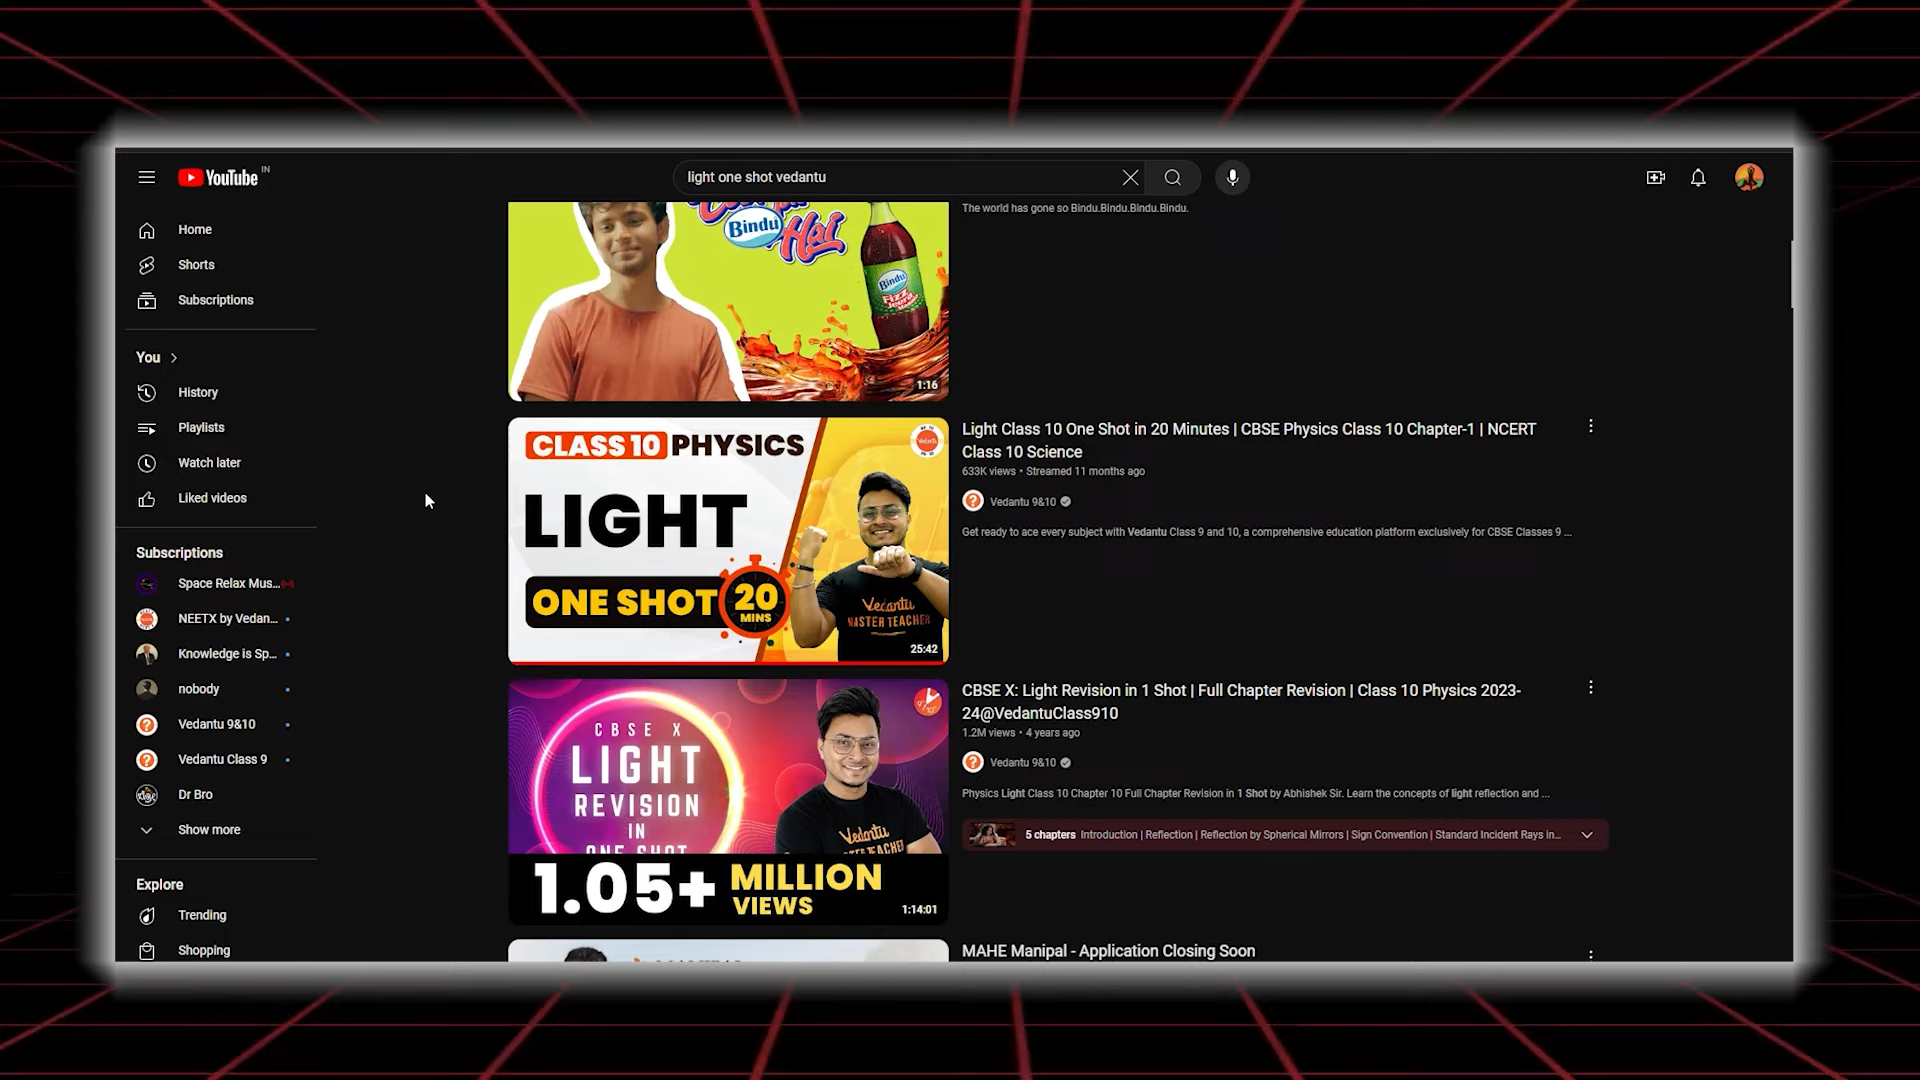 YouTube IN
light one shot vedantu
Home
Shorts
Subscriptions
You
History
Playlists
Watch later
Liked videos
Subscriptions
Space Relax Mus...
NEETX by Vedan...
Knowledge is Sp...
nobody
Vedantu 9&10
Vedantu Class 9
Dr Bro
Show more
Explore
Trending
Shopping
Bindu
Hai
Bindu
Fizz
Jeera
1:16
The world has gone so Bindu.Bindu.Bindu.Bindu.
CLASS 10 PHYSICS
LIGHT
ONE SHOT 20
MINS
Vedantu
MASTER TEACHER
25:42
Light Class 10 One Shot in 20 Minutes | CBSE Physics Class 10 Chapter-1 | NCERT
Class 10 Science
633K views • Streamed 11 months ago
Vedantu 9&10
Get ready to ace every subject with Vedantu Class 9 and 10, a comprehensive education platform exclusively for CBSE Classes 9 ...
CBSE X
LIGHT
REVISION
IN
ONE SHOT
Vedantu
MASTER TEACHER
1.05+ MILLION
VIEWS
1:14:01
CBSE X: Light Revision in 1 Shot | Full Chapter Revision | Class 10 Physics 2023-
24@VedantuClass910
1.2M views • 4 years ago
Vedantu 9&10
Physics Light Class 10 Chapter 10 Full Chapter Revision in 1 Shot by Abhishek Sir. Learn the concepts of light reflection and ...
5 chapters Introduction | Reflection | Reflection by Spherical Mirrors | Sign Convention | Standard Incident Rays in...
MAHE Manipal - Application Closing Soon